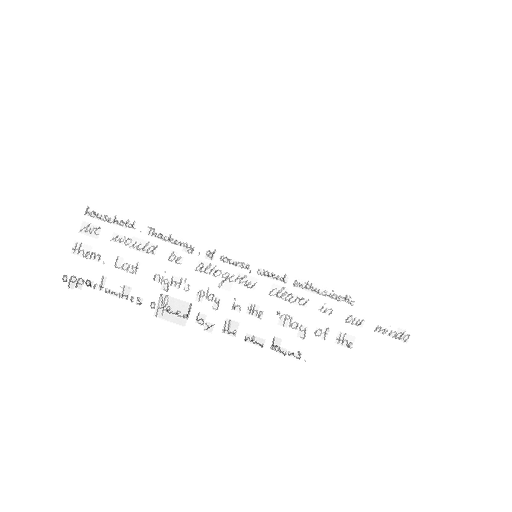 household. Thackeray, of course, waxed enthusiastic
we would be altogether clearer in our minds
them. Last night's play in the "Play of the
opportunities offered by the new towns.